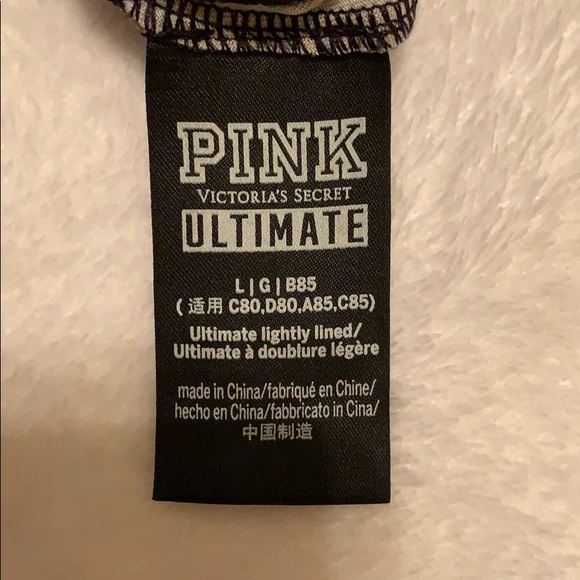 PINK
VICTORIA'S SECRET
ULTIMATE
L|G|B85
(适用 C80,D80,A85,C85)
Ultimate lightly lined/
Ultimate à doublure légère
made in China/fabriqué en Chine/
hecho en China/fabbricato in Cina/
中国制造